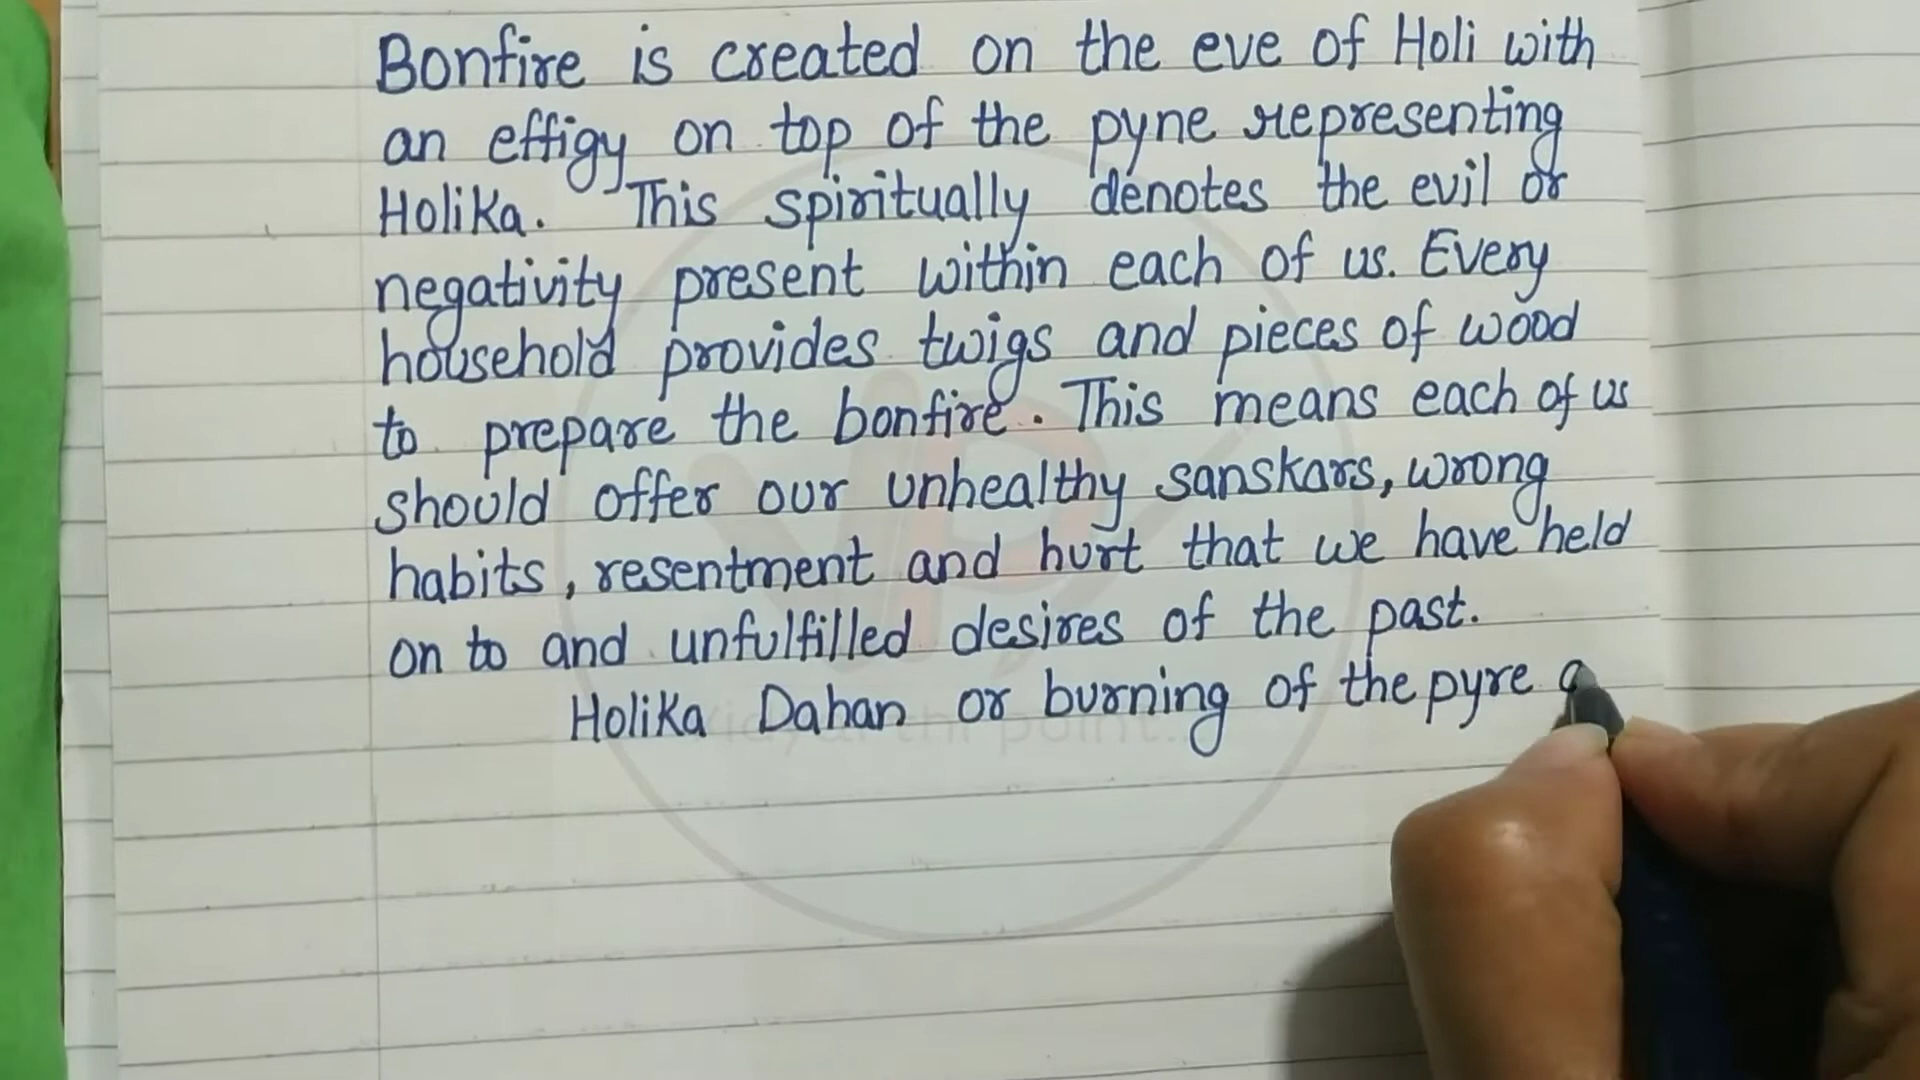 Bonfire is created on the eve of Holi with
an effigy on top of the pyne representing
Holika. This spiritually denotes the evil or
negativity present within each of us. Every
household provides twigs and pieces of wood
to prepare the bonfire. This means each of us
should offer our unhealthy sanskars, wrong
habits, resentment and hurt that we have held
on to and unfulfilled desires of the past.
Holika Dahan or burning of the pyre
Vidyarthi point..